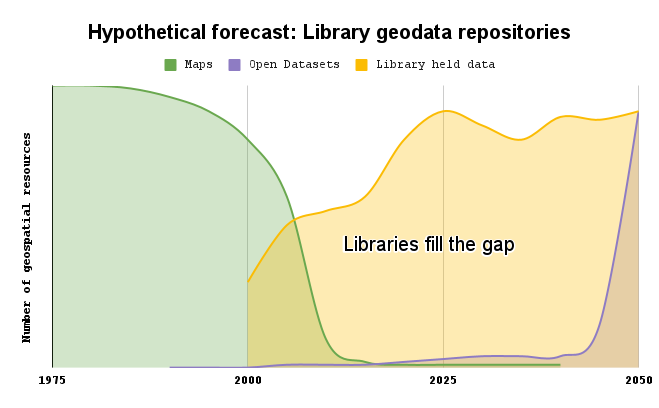 Hypothetical forecast: Library geodata repositories
Maps Open Datasets Library held data
Number of geospatial resources
Libraries fill the gap
1975 2000 2025 2050